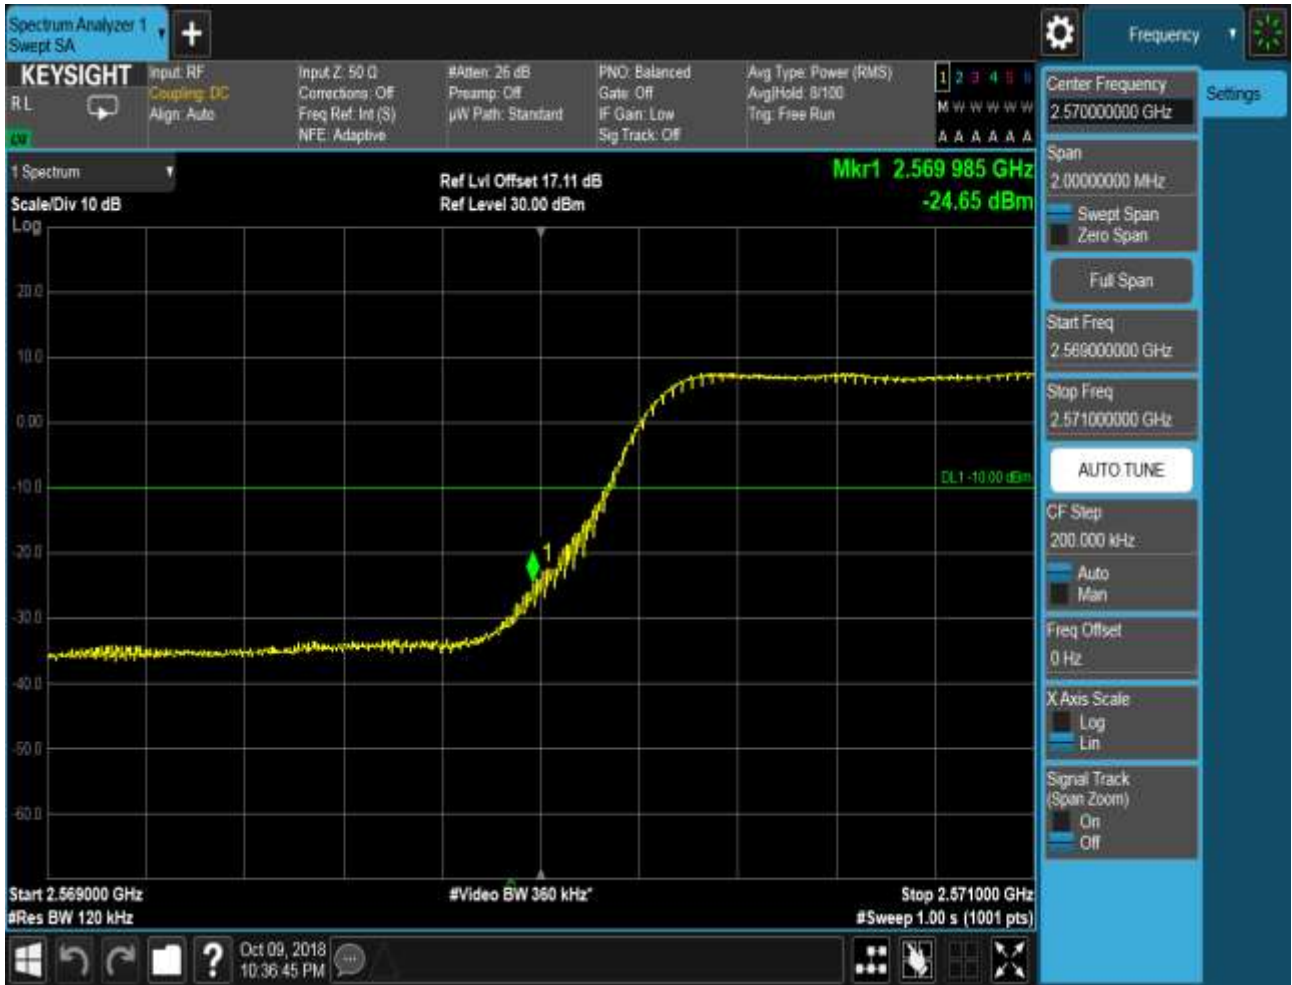 Spectrum Analyzer 1
Swept SA
+
Frequency
KEYSIGHT
RL
LW
Input: RF
Coupling: DC
Align: Auto
Input Z: 50 Ω
Corrections: Off
Freq Ref: Int (S)
NFE: Adaptive
#Atten: 26 dB
Preamp: Off
µW Path: Standard
PNO: Balanced
Gate: Off
IF Gain: Low
Sig Track: Off
Avg Type: Power (RMS)
Avg|Hold: 8/100
Trig: Free Run
1 2 3 4 5 6
M W W W W W
A A A A A A
1 Spectrum
Scale/Div 10 dB
Log
Ref Lvl Offset 17.11 dB
Ref Level 30.00 dBm
Mkr1 2.569 985 GHz
-24.65 dBm
20.0
10.0
0.00
-10.0
-20.0
-30.0
-40.0
-50.0
-60.0
DL1 -10.00 dBm
1
Start 2.569000 GHz
#Res BW 120 kHz
#Video BW 360 kHz*
Stop 2.571000 GHz
#Sweep 1.00 s (1001 pts)
Center Frequency
2.570000000 GHz
Settings
Span
2.00000000 MHz
Swept Span
Zero Span
Full Span
Start Freq
2.569000000 GHz
Stop Freq
2.571000000 GHz
AUTO TUNE
CF Step
200.000 kHz
Auto
Man
Freq Offset
0 Hz
X Axis Scale
Log
Lin
Signal Track
(Span Zoom)
On
Off
?
Oct 09, 2018
10:36:45 PM